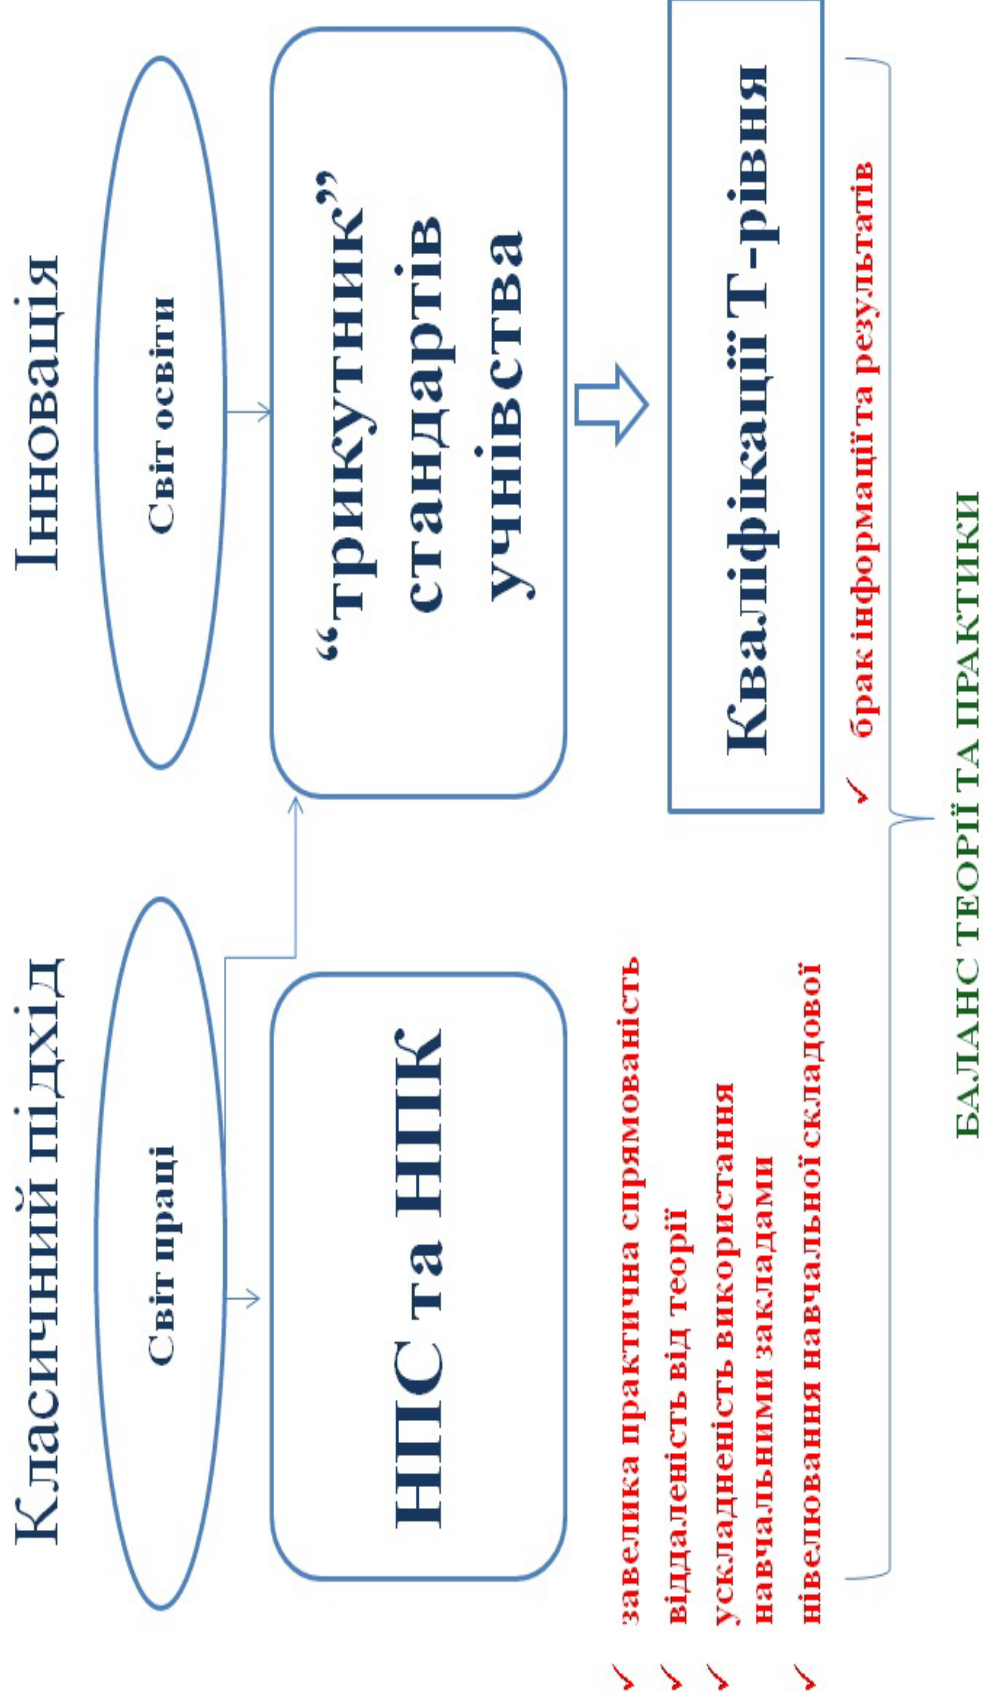 Класичний підхід
Інновація
Світ праці
Світ освіти
НПС та НПК
“трикутник”
стандартів
учнівства
Кваліфікації Т-рівня
✓ завелика практична спрямованість
✓ віддаленість від теорії
✓ ускладненість використання
навчальними закладами
✓ нівелювання навчальної складової
✓ брак інформації та результатів
БАЛАНС ТЕОРІЇ ТА ПРАКТИКИ